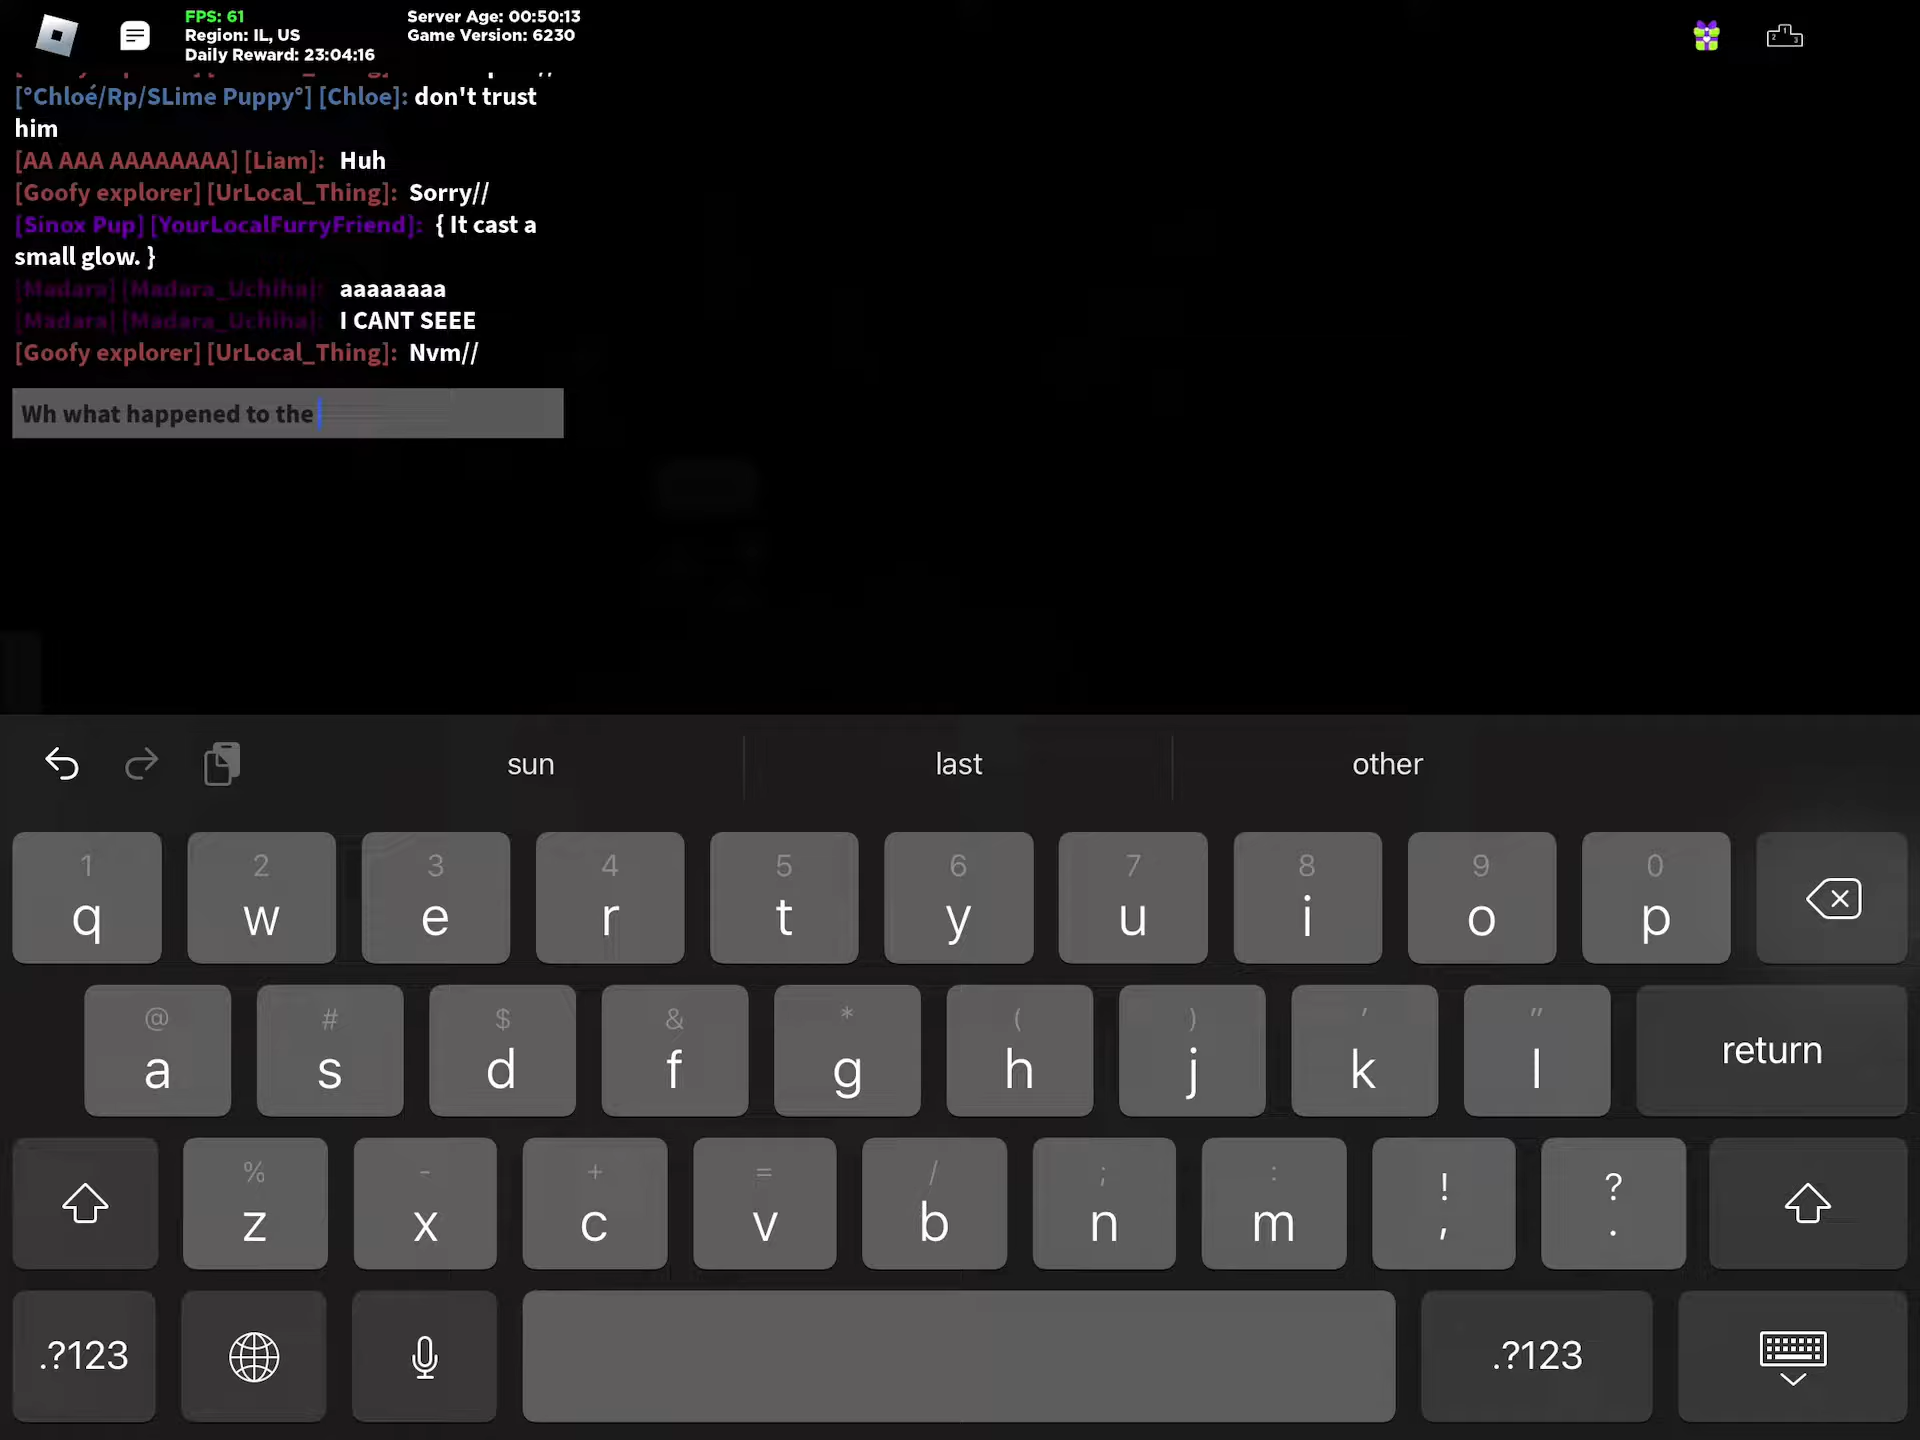 FPS: 61
Region: IL, US
Daily Reward: 23:04:16
Server Age: 00:50:13
Game Version: 6230
[°Chloé/Rp/SLime Puppy°] [Chloe]: don't trust
him
[AA AAA AAAAAAAA] [Liam]: Huh
[Goofy explorer] [UrLocal_Thing]: Sorry//
[Sinox Pup] [YourLocalFurryFriend]: { It cast a
small glow. }
[Madara] [Madara_Uchiha]: aaaaaaaa
[Madara] [Madara_Uchiha]: I CANT SEEE
[Goofy explorer] [UrLocal_Thing]: Nvm//
Wh what happened to the
sun last other
1 2 3 4 5 6 7 8 9 0
q w e r t y u i o p
@ # $ & * ( ) ' "
a s d f g h j k l return
% - + = / ; : ! ?
z x c v b n m , .
.?123 .?123